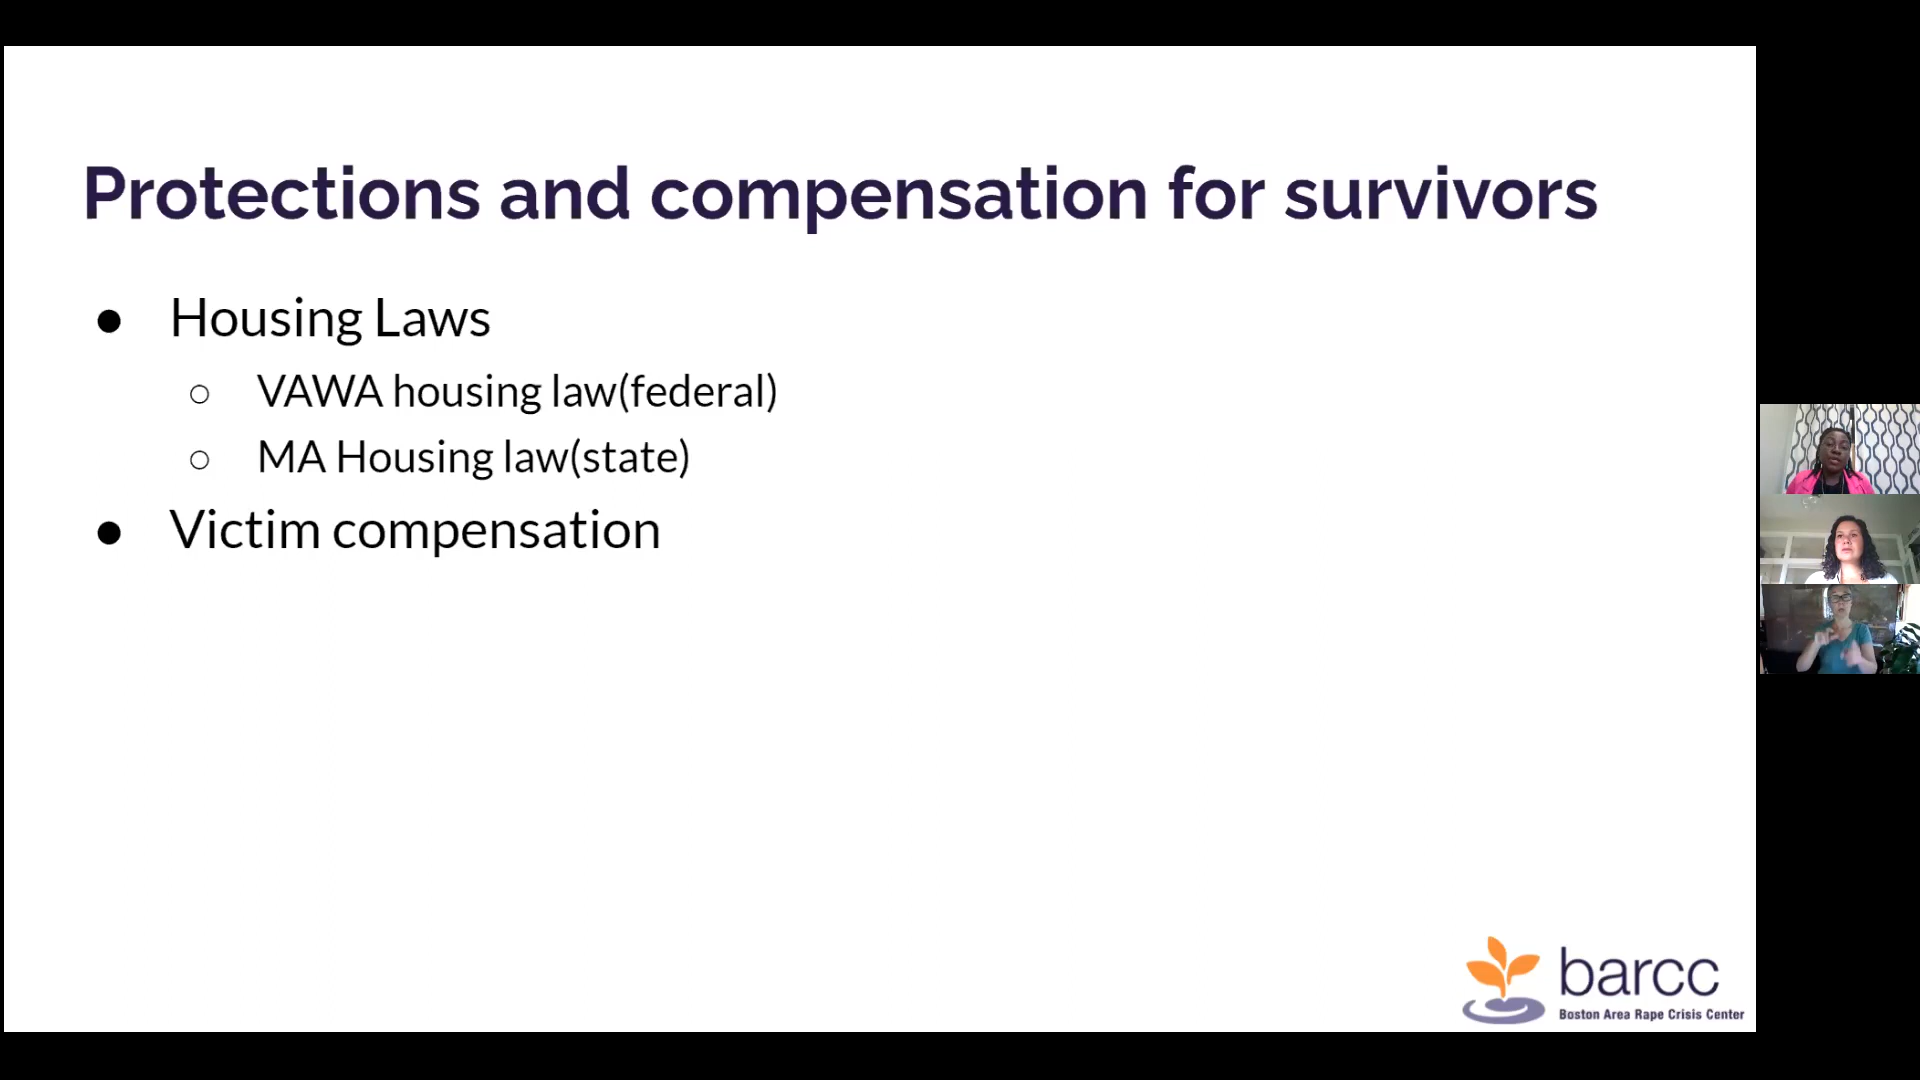 Protections and compensation for survivors
● Housing Laws
○ VAWA housing law(federal)
○ MA Housing law(state)
● Victim compensation
barcc
Boston Area Rape Crisis Center